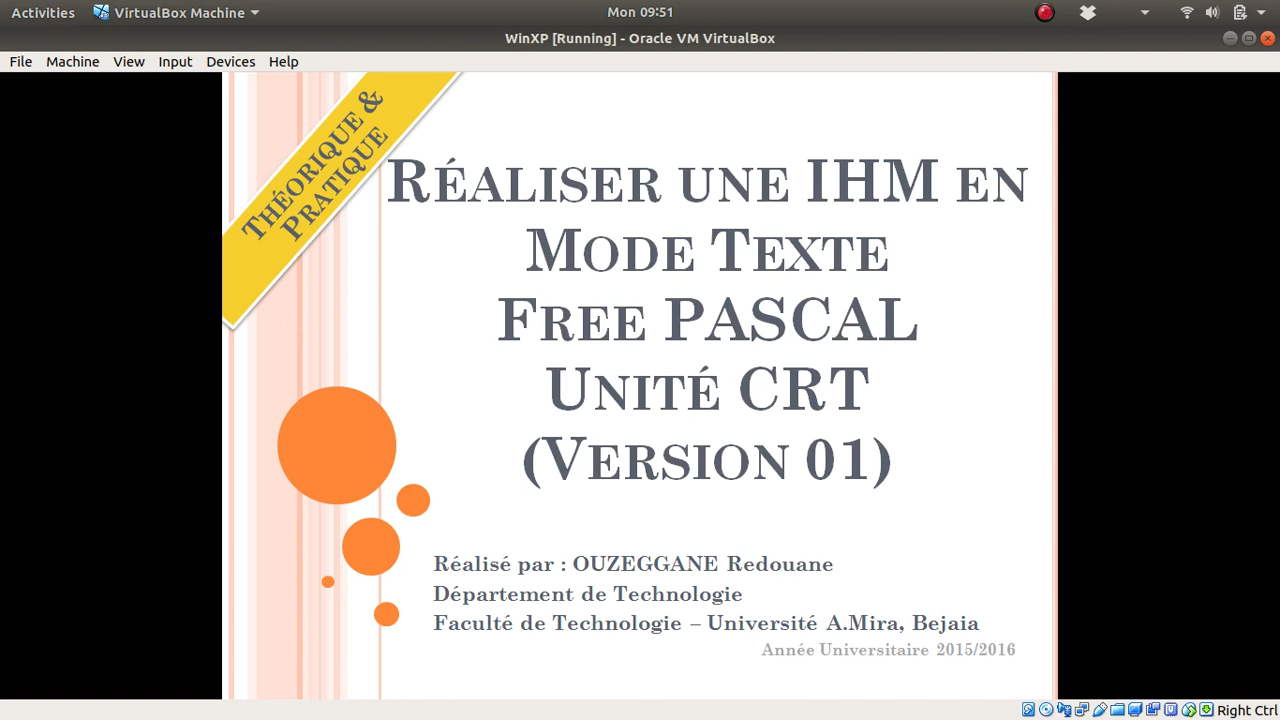 Activities VirtualBox Machine Mon 09:51
WinXP [Running] - Oracle VM VirtualBox
File Machine View Input Devices Help
Théorique &
Pratique
Réaliser une IHM en
Mode Texte
Free PASCAL
Unité CRT
(Version 01)
Réalisé par : OUZEGGANE Redouane
Département de Technologie
Faculté de Technologie – Université A.Mira, Bejaia
Année Universitaire 2015/2016
Right Ctrl